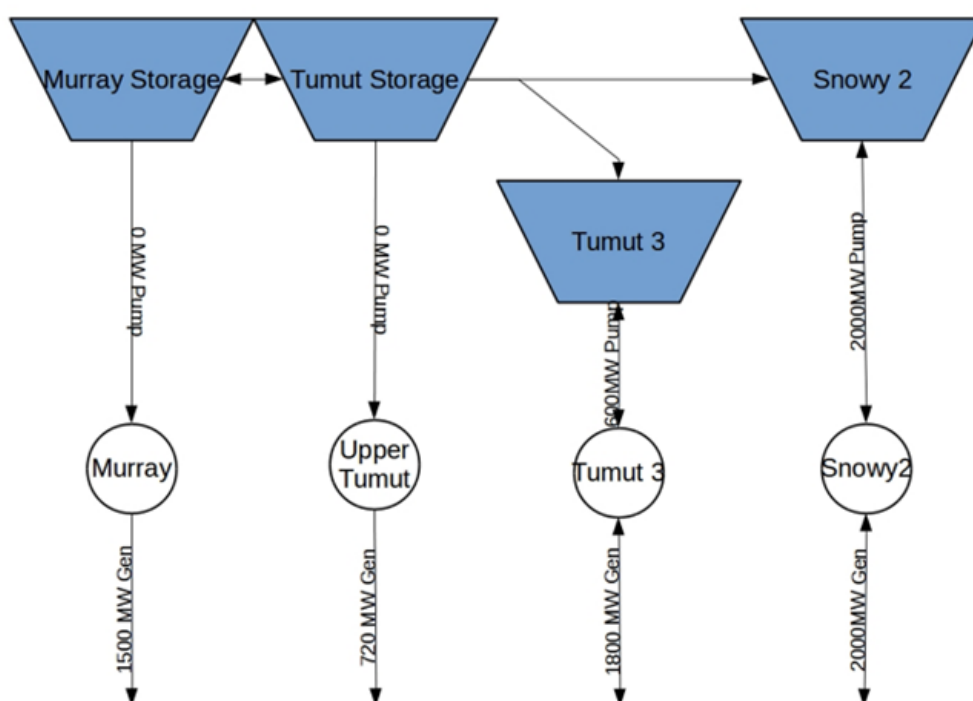 Murray Storage
Tumut Storage
Snowy 2
Tumut 3
0 MW Pump
0 MW Pump
600MW Pump
2000MW Pump
Murray
Upper
Tumut
Tumut 3
Snowy2
1500 MW Gen
720 MW Gen
1800 MW Gen
2000MW Gen